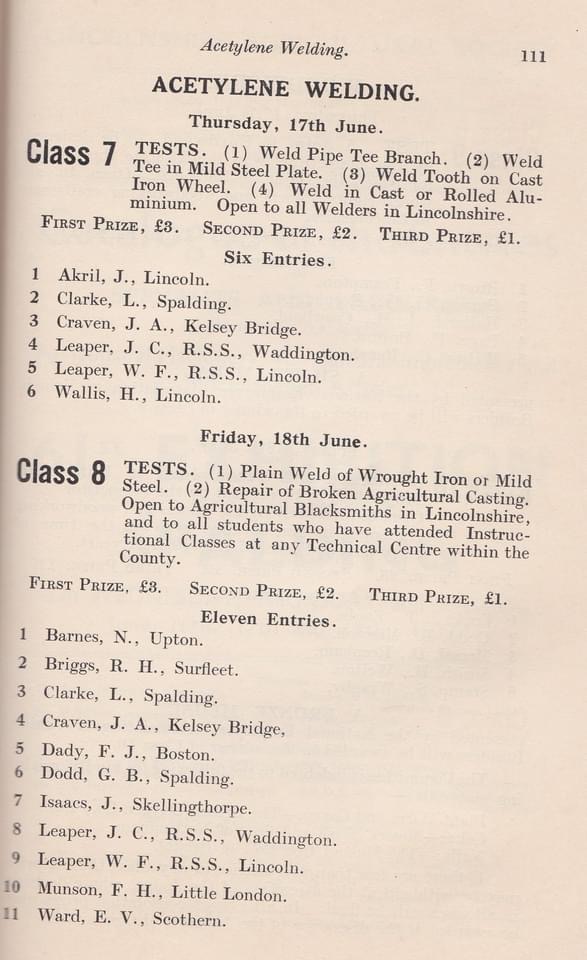 Acetylene Welding.
111
ACETYLENE WELDING.
Thursday, 17th June.
Class 7 TESTS. (1) Weld Pipe Tee Branch. (2) Weld
Tee in Mild Steel Plate. (3) Weld Tooth on Cast
Iron Wheel. (4) Weld in Cast or Rolled Alu-
minium. Open to all Welders in Lincolnshire.
FIRST PRIZE, £3. SECOND PRIZE, £2. THIRD PRIZE, £1.
Six Entries.
1 Akril, J., Lincoln.
2 Clarke, L., Spalding.
3 Craven, J. A., Kelsey Bridge.
4 Leaper, J. C., R.S.S., Waddington.
5 Leaper, W. F., R.S.S., Lincoln.
6 Wallis, H., Lincoln.
Friday, 18th June.
Class 8 TESTS. (1) Plain Weld of Wrought Iron or Mild
Steel. (2) Repair of Broken Agricultural Casting.
Open to Agricultural Blacksmiths in Lincolnshire,
and to all students who have attended Instruc-
tional Classes at any Technical Centre within the
County.
FIRST PRIZE, £3. SECOND PRIZE, £2. THIRD PRIZE, £1.
Eleven Entries.
1 Barnes, N., Upton.
2 Briggs, R. H., Surfleet.
3 Clarke, L., Spalding.
4 Craven, J. A., Kelsey Bridge,
5 Dady, F. J., Boston.
6 Dodd, G. B., Spalding.
7 Isaacs, J., Skellingthorpe.
8 Leaper, J. C., R.S.S., Waddington.
9 Leaper, W. F., R.S.S., Lincoln.
10 Munson, F. H., Little London.
11 Ward, E. V., Scothern.